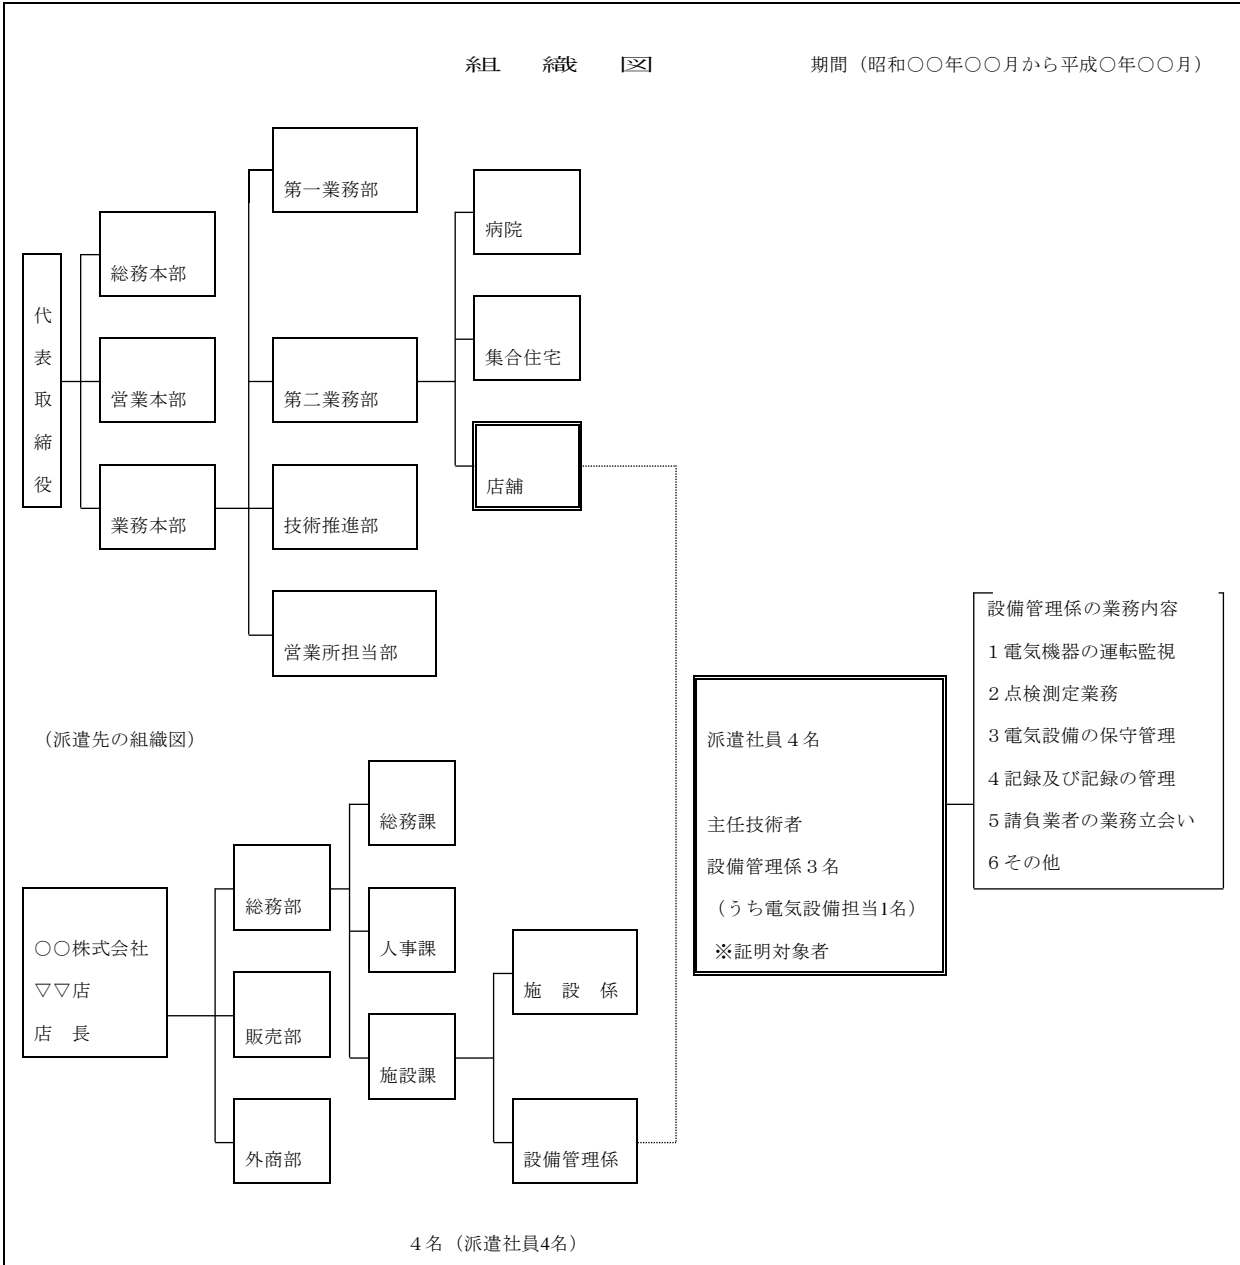 組　織　図
期間（昭和〇〇年〇〇月から平成〇年〇〇月）
代表取締役
総務本部
営業本部
業務本部
第一業務部
第二業務部
技術推進部
営業所担当部
病院
集合住宅
店舗
（派遣先の組織図）
〇〇株式会社
▽▽店
店　長
総務部
販売部
外商部
総務課
人事課
施設課
施　設　係
設備管理係
４名（派遣社員4名）
派遣社員４名
主任技術者
設備管理係３名
（うち電気設備担当1名）
※証明対象者
設備管理係の業務内容
１電気機器の運転監視
２点検測定業務
３電気設備の保守管理
４記録及び記録の管理
５請負業者の業務立会い
６その他